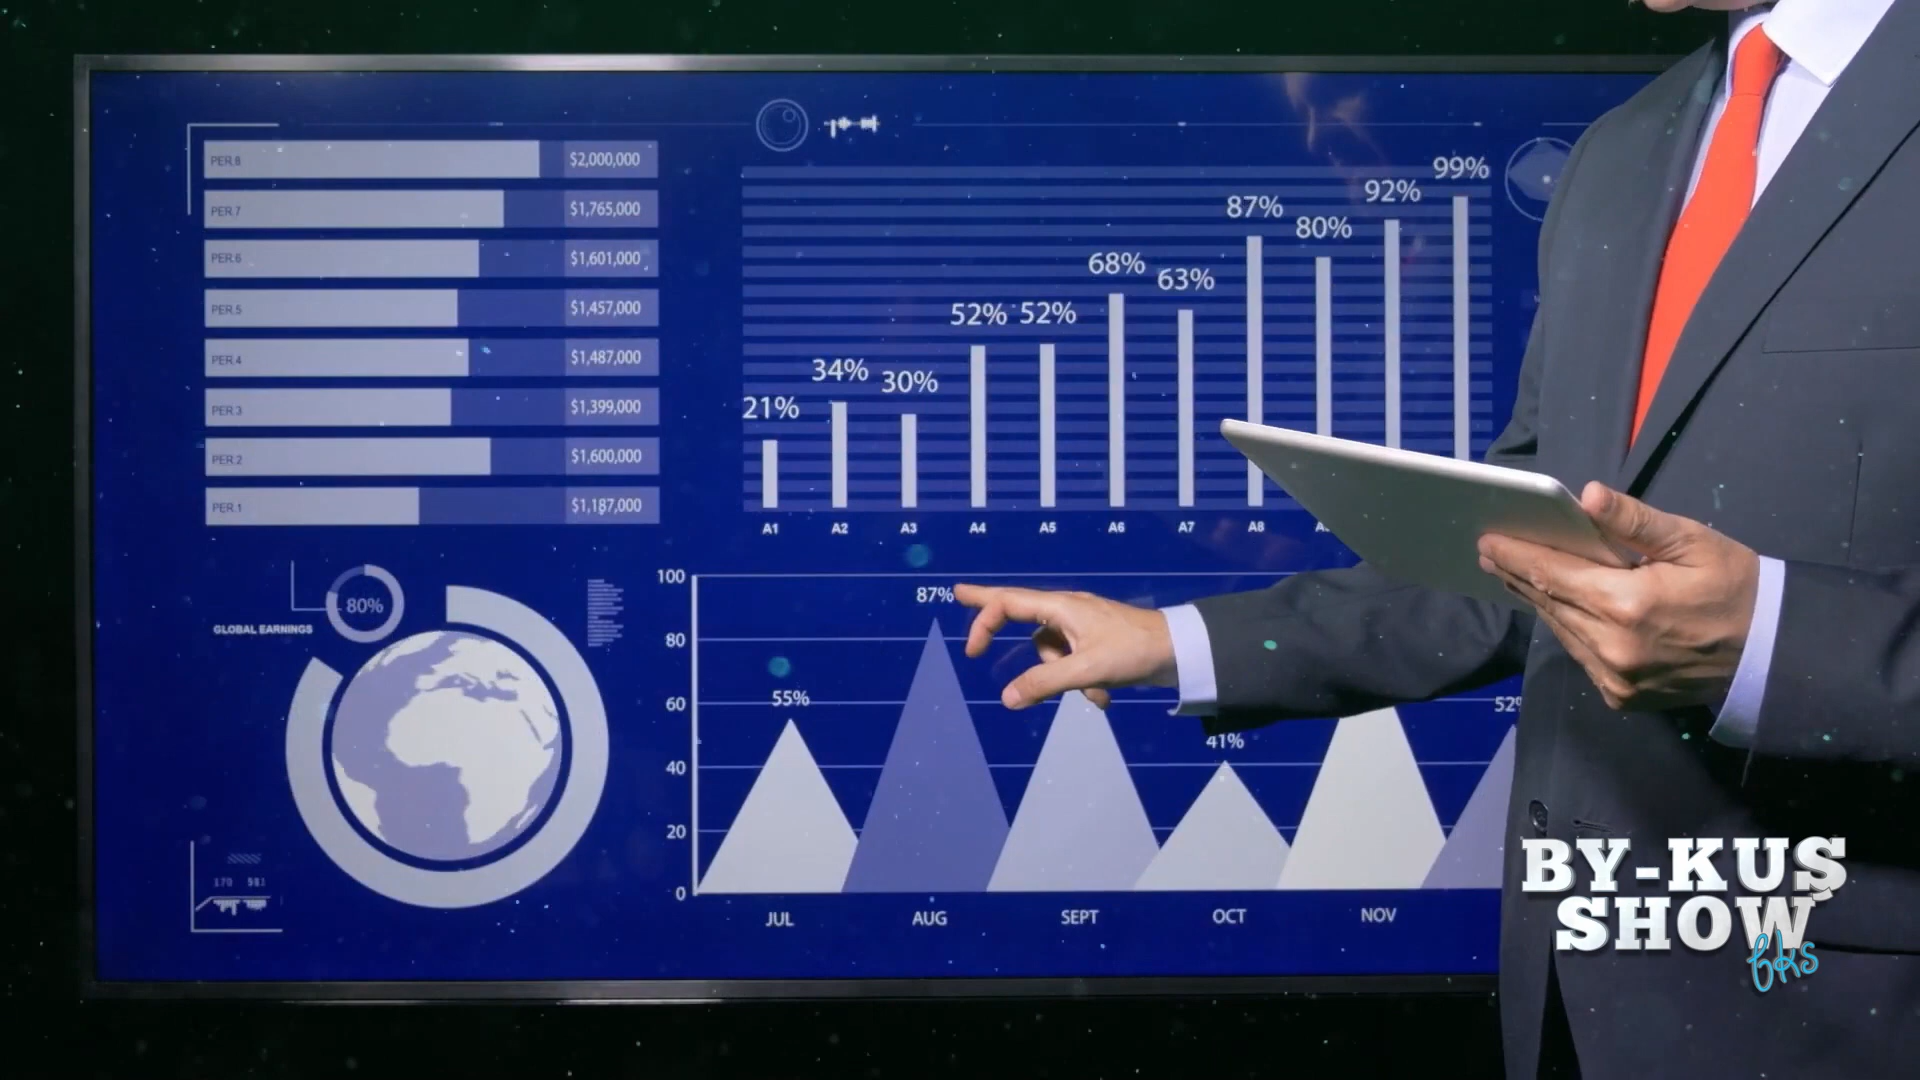 PER.8 $2,000,000
PER.7 $1,765,000
PER.6 $1,601,000
PER.5 $1,457,000
PER.4 $1,487,000
PER.3 $1,399,000
PER.2 $1,600,000
PER.1 $1,187,000
21% 34% 30% 52% 52% 68% 63% 87% 80% 92% 99%
A1 A2 A3 A4 A5 A6 A7 A8
80%
GLOBAL EARNINGS
170 981
100
80
60
40
20
0
55% 87% 41%
JUL AUG SEPT OCT NOV
BY-KUŞ
SHOW
bks